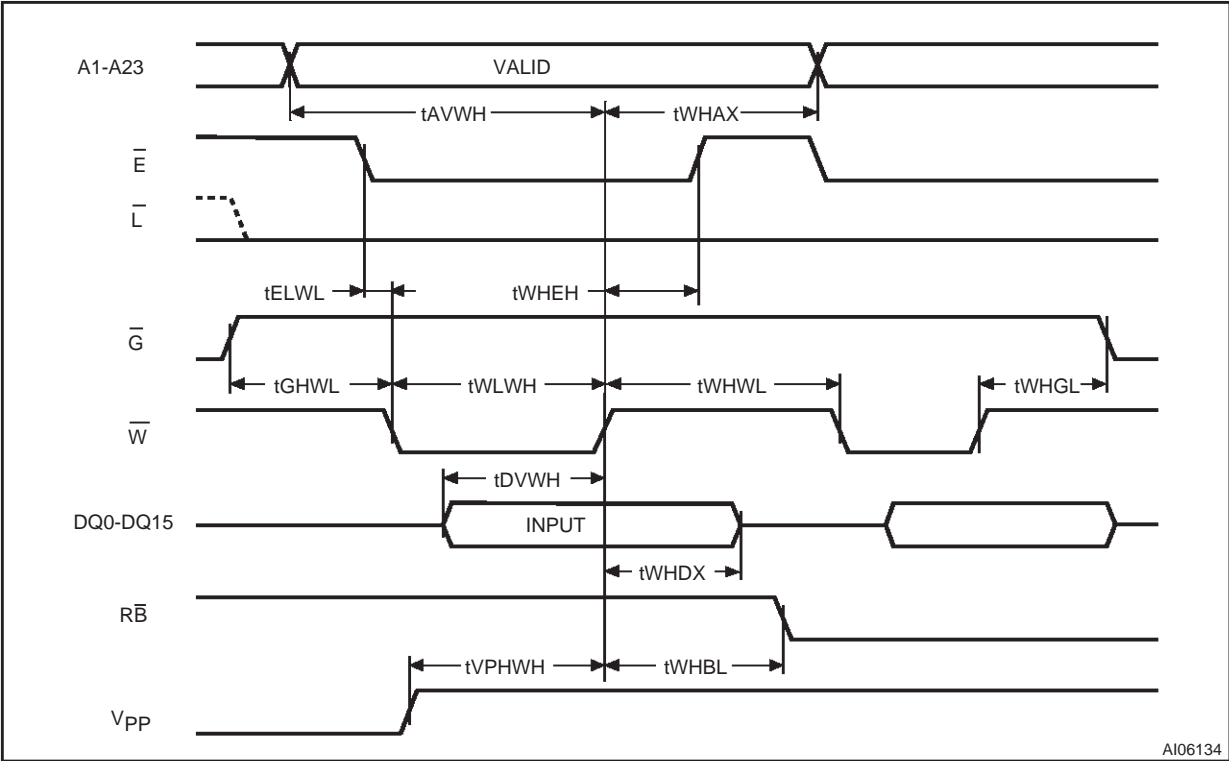 A1-A23
VALID
tAVWH
tWHAX
E̅
L̅
tELWL
tWHEH
G̅
tGHWL
tWLWH
tWHWL
tWHGL
W̅
tDVWH
DQ0-DQ15
INPUT
tWHDX
RB̅
tVPHWH
tWHBL
VPP
AI06134